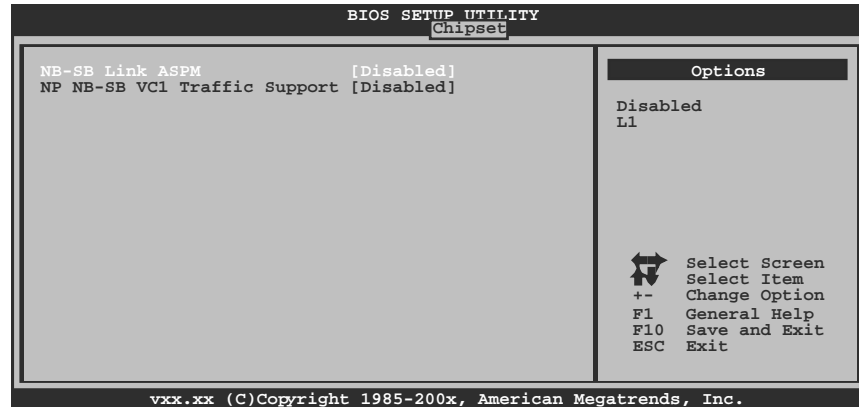 BIOS SETUP UTILITY
Chipset
NB-SB Link ASPM [Disabled]
NP NB-SB VC1 Traffic Support [Disabled]
Options
Disabled
L1
Select Screen
Select Item
+- Change Option
F1 General Help
F10 Save and Exit
ESC Exit
vxx.xx (C)Copyright 1985-200x, American Megatrends, Inc.